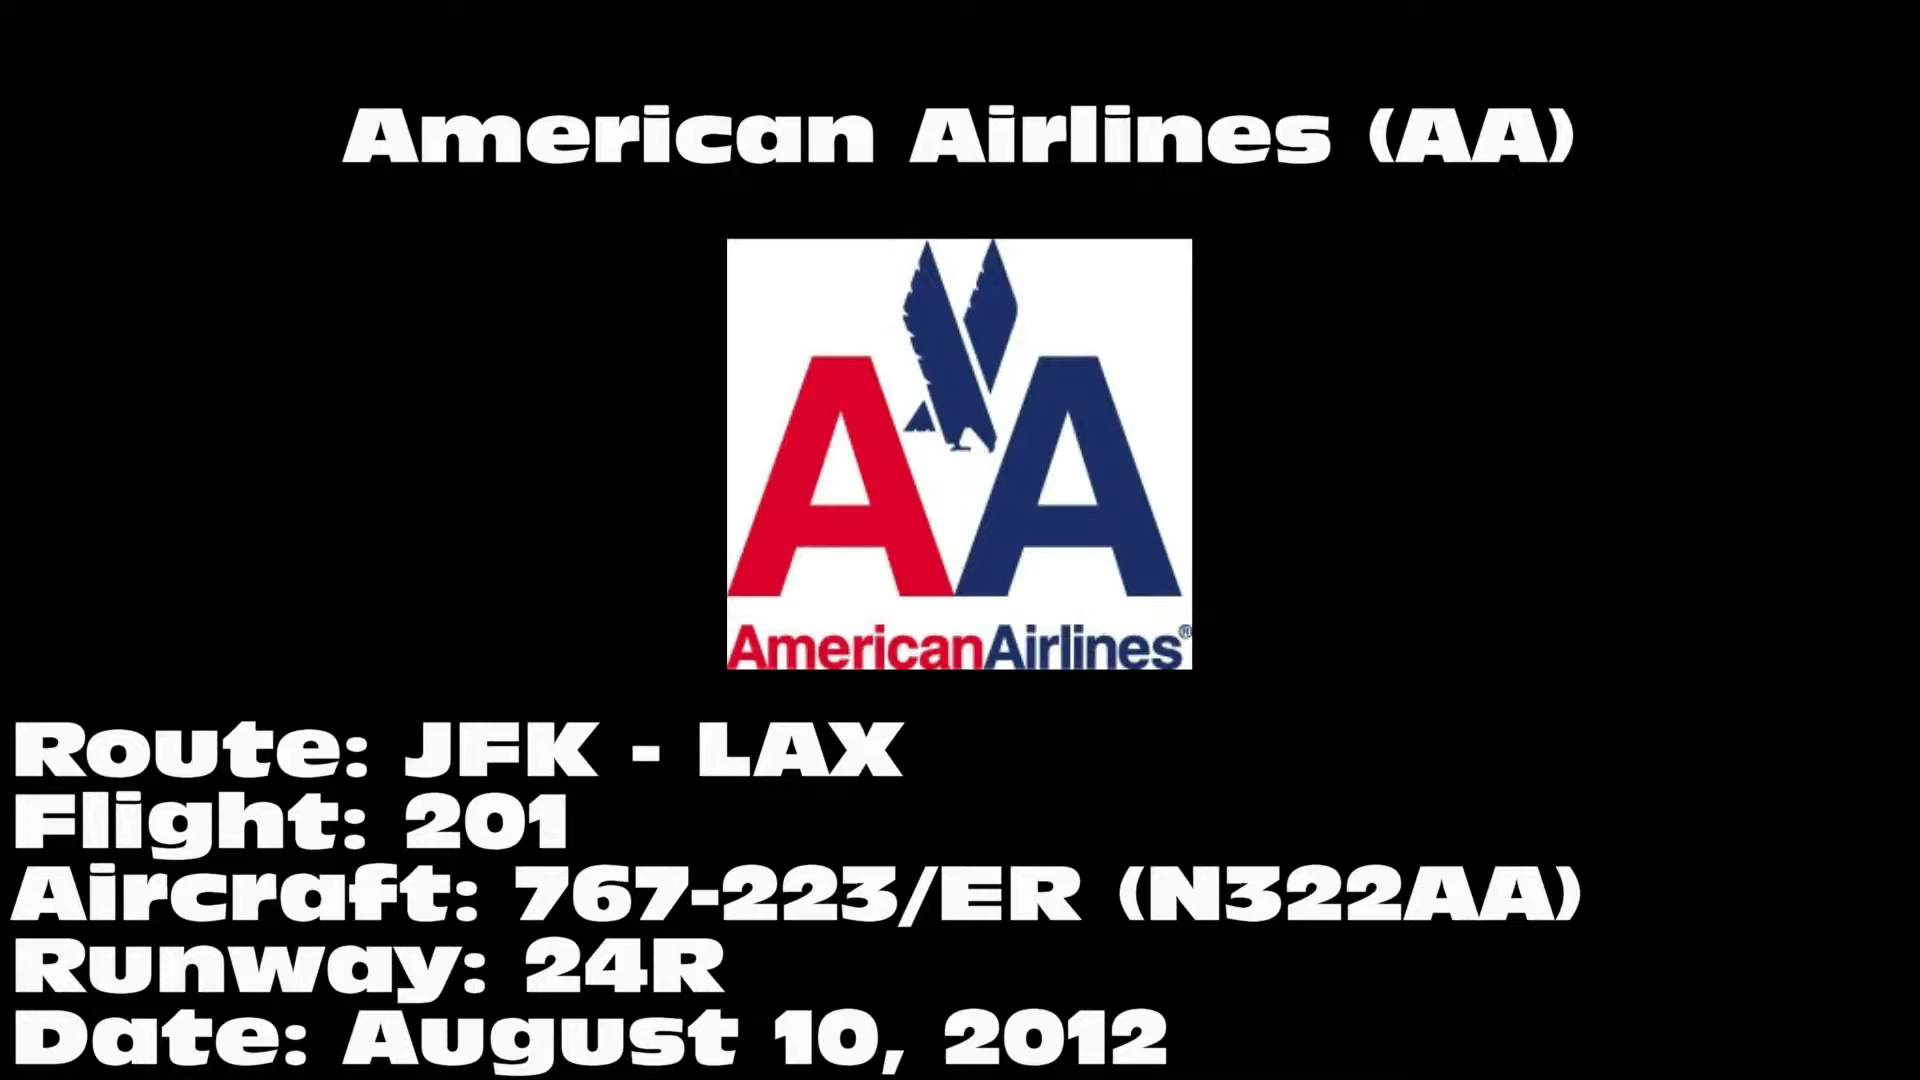 American Airlines (AA)
AA
AmericanAirlines®
Route: JFK - LAX
Flight: 201
Aircraft: 767-223/ER (N322AA)
Runway: 24R
Date: August 10, 2012